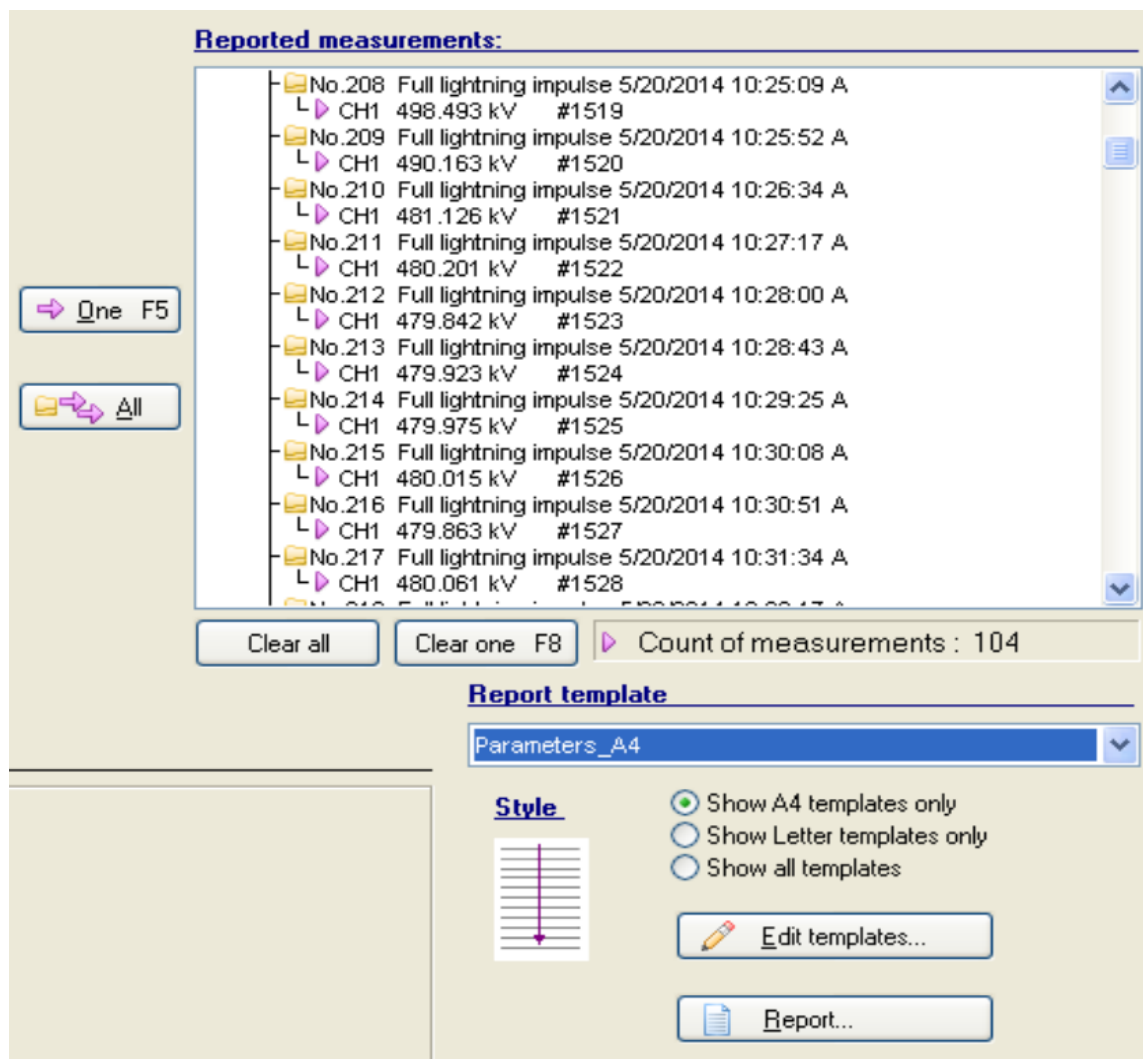 Reported measurements:
No.208 Full lightning impulse 5/20/2014 10:25:09 A
CH1 498.493 kV #1519
No.209 Full lightning impulse 5/20/2014 10:25:52 A
CH1 490.163 kV #1520
No.210 Full lightning impulse 5/20/2014 10:26:34 A
CH1 481.126 kV #1521
No.211 Full lightning impulse 5/20/2014 10:27:17 A
CH1 480.201 kV #1522
No.212 Full lightning impulse 5/20/2014 10:28:00 A
CH1 479.842 kV #1523
No.213 Full lightning impulse 5/20/2014 10:28:43 A
CH1 479.923 kV #1524
No.214 Full lightning impulse 5/20/2014 10:29:25 A
CH1 479.975 kV #1525
No.215 Full lightning impulse 5/20/2014 10:30:08 A
CH1 480.015 kV #1526
No.216 Full lightning impulse 5/20/2014 10:30:51 A
CH1 479.863 kV #1527
No.217 Full lightning impulse 5/20/2014 10:31:34 A
CH1 480.061 kV #1528
One F5
All
Clear all
Clear one F8
Count of measurements : 104
Report template
Parameters_A4
Style
Show A4 templates only
Show Letter templates only
Show all templates
Edit templates...
Report...